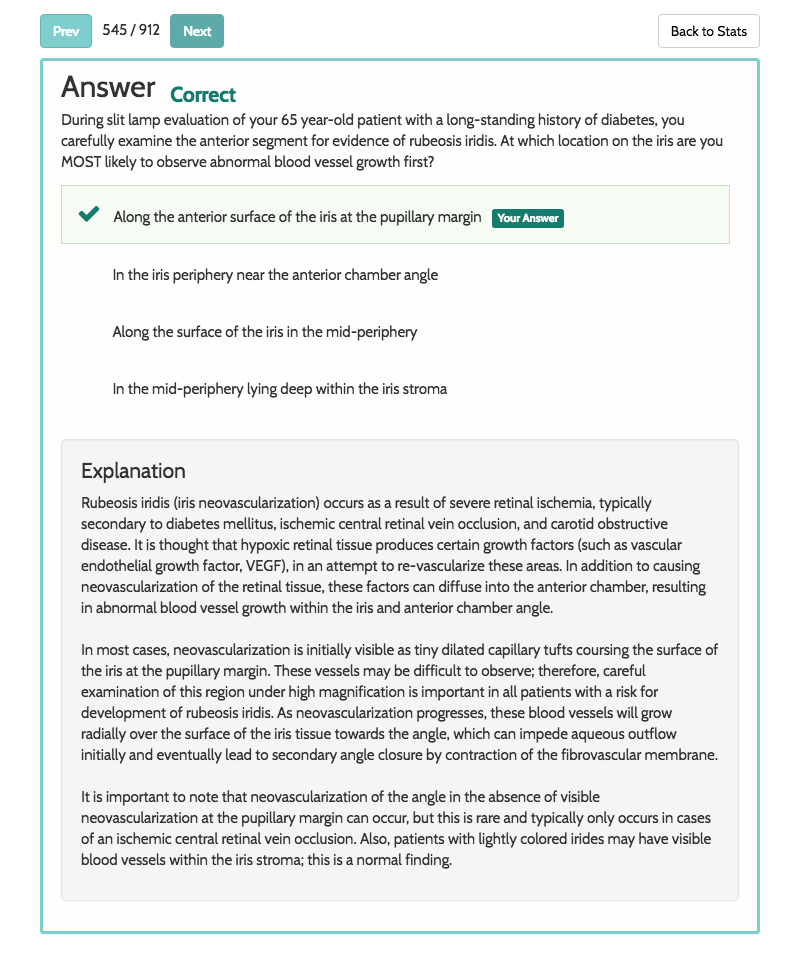 Prev 545 / 912 Next Back to Stats
Answer Correct
During slit lamp evaluation of your 65 year-old patient with a long-standing history of diabetes, you
carefully examine the anterior segment for evidence of rubeosis iridis. At which location on the iris are you
MOST likely to observe abnormal blood vessel growth first?
Along the anterior surface of the iris at the pupillary margin Your Answer
In the iris periphery near the anterior chamber angle
Along the surface of the iris in the mid-periphery
In the mid-periphery lying deep within the iris stroma
Explanation
Rubeosis iridis (iris neovascularization) occurs as a result of severe retinal ischemia, typically
secondary to diabetes mellitus, ischemic central retinal vein occlusion, and carotid obstructive
disease. It is thought that hypoxic retinal tissue produces certain growth factors (such as vascular
endothelial growth factor, VEGF), in an attempt to re-vascularize these areas. In addition to causing
neovascularization of the retinal tissue, these factors can diffuse into the anterior chamber, resulting
in abnormal blood vessel growth within the iris and anterior chamber angle.
In most cases, neovascularization is initially visible as tiny dilated capillary tufts coursing the surface of
the iris at the pupillary margin. These vessels may be difficult to observe; therefore, careful
examination of this region under high magnification is important in all patients with a risk for
development of rubeosis iridis. As neovascularization progresses, these blood vessels will grow
radially over the surface of the iris tissue towards the angle, which can impede aqueous outflow
initially and eventually lead to secondary angle closure by contraction of the fibrovascular membrane.
It is important to note that neovascularization of the angle in the absence of visible
neovascularization at the pupillary margin can occur, but this is rare and typically only occurs in cases
of an ischemic central retinal vein occlusion. Also, patients with lightly colored irides may have visible
blood vessels within the iris stroma; this is a normal finding.